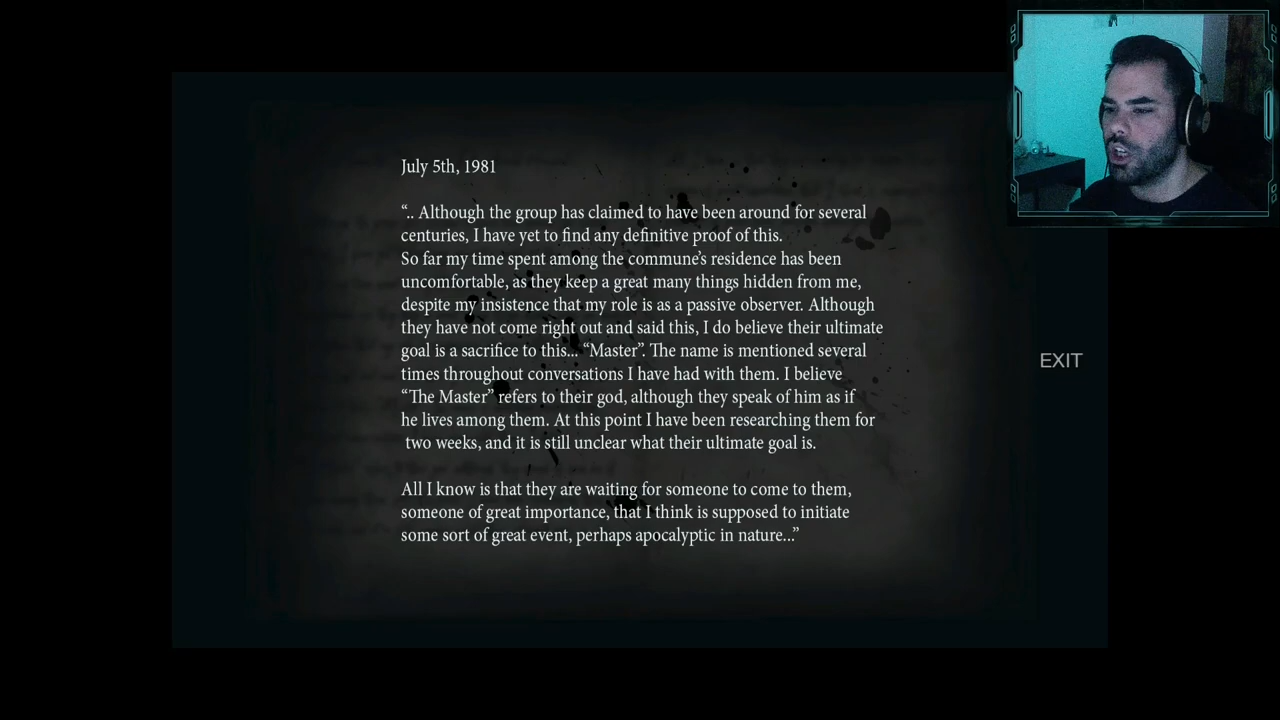 July 5th, 1981
“.. Although the group has claimed to have been around for several
centuries, I have yet to find any definitive proof of this.
So far my time spent among the commune’s residence has been
uncomfortable, as they keep a great many things hidden from me,
despite my insistence that my role is as a passive observer. Although
they have not come right out and said this, I do believe their ultimate
goal is a sacrifice to this... “Master”. The name is mentioned several
times throughout conversations I have had with them. I believe
“The Master” refers to their god, although they speak of him as if
he lives among them. At this point I have been researching them for
two weeks, and it is still unclear what their ultimate goal is.
All I know is that they are waiting for someone to come to them,
someone of great importance, that I think is supposed to initiate
some sort of great event, perhaps apocalyptic in nature...”
EXIT